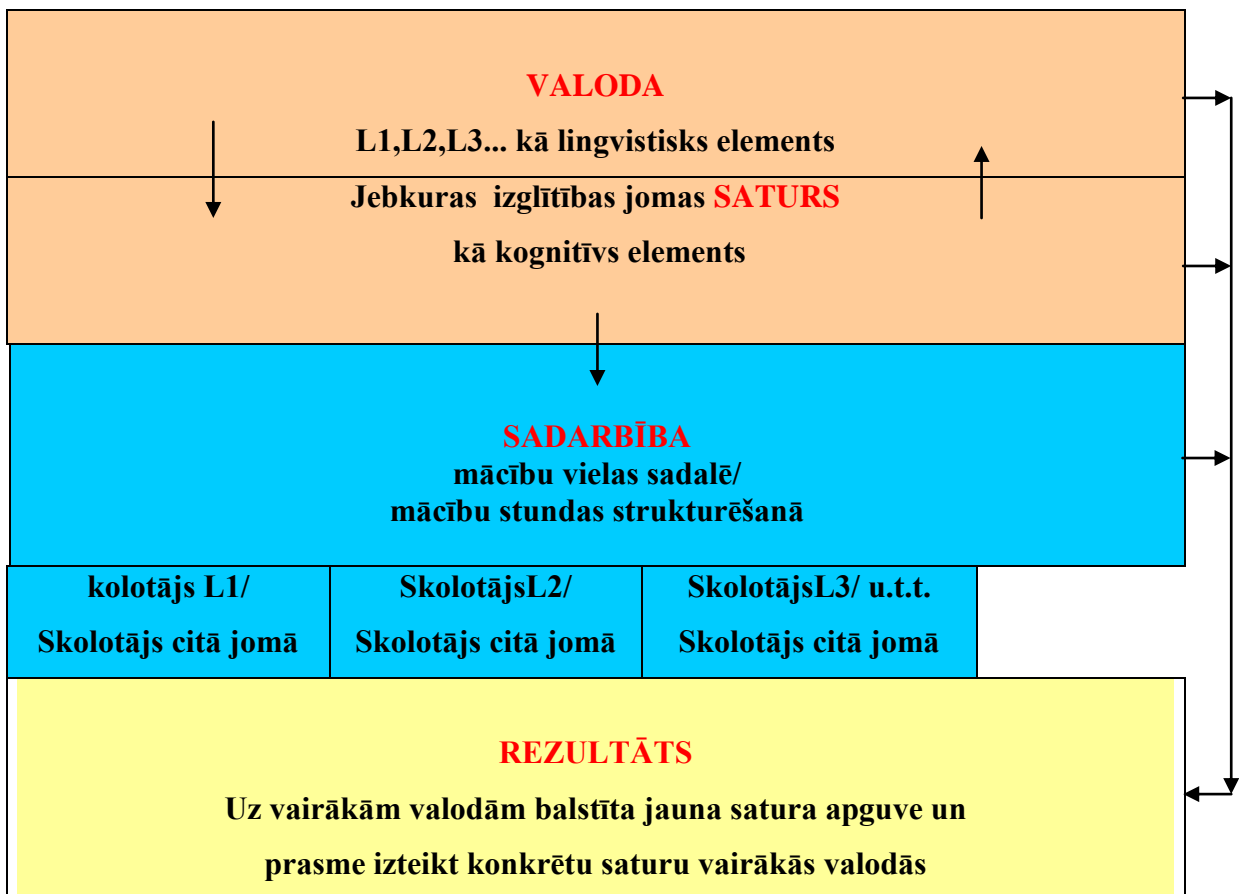 VALODA
L1,L2,L3... kā lingvistisks elements
Jebkuras izglītības jomas SATURS
kā kognitīvs elements
SADARBĪBA
mācību vielas sadalē/
mācību stundas strukturēšanā
kolotājs L1/
Skolotājs citā jomā
SkolotājsL2/
Skolotājs citā jomā
SkolotājsL3/ u.t.t.
Skolotājs citā jomā
REZULTĀTS
Uz vairākām valodām balstīta jauna satura apguve un
prasme izteikt konkrētu saturu vairākās valodās